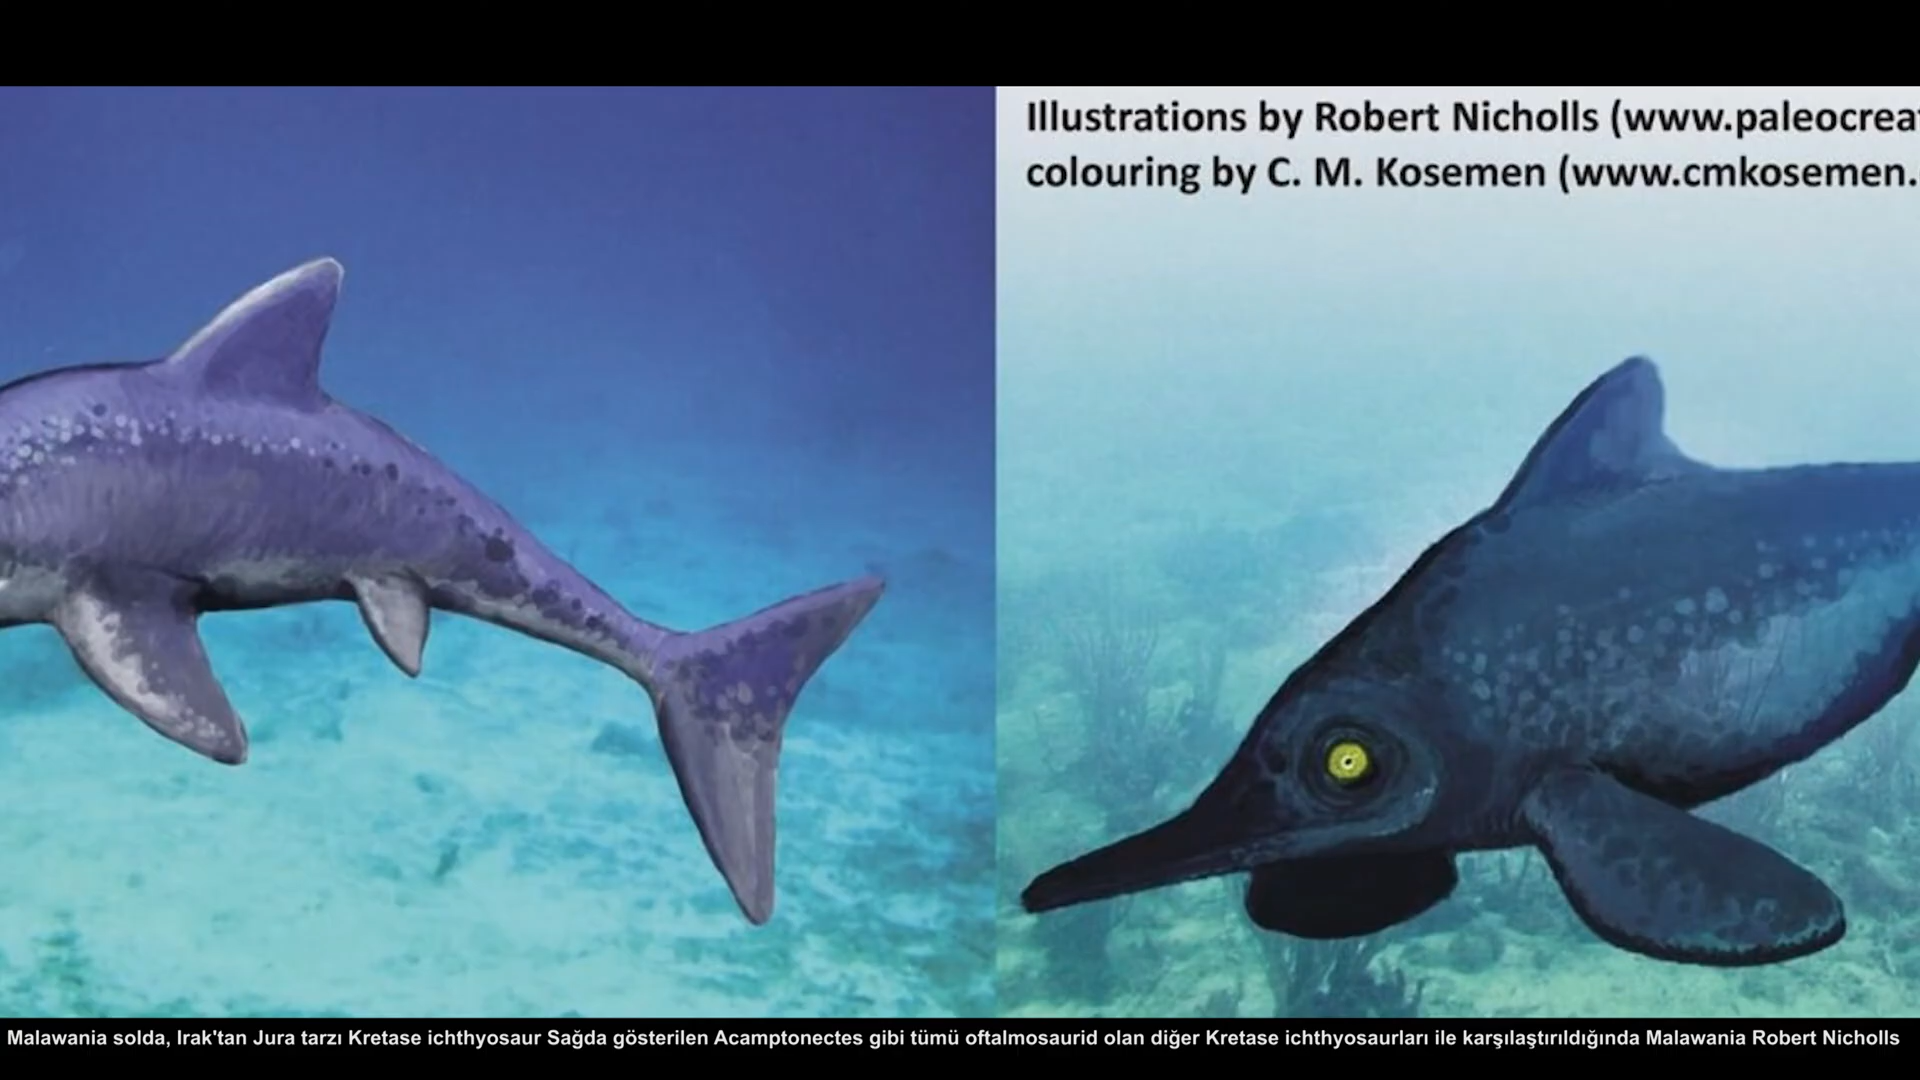 Illustrations by Robert Nicholls (www.paleocreat
colouring by C. M. Kosemen (www.cmkosemen.
Malawania solda, Irak'tan Jura tarzı Kretase ichthyosaur Sağda gösterilen Acamptonectes gibi tümü oftalmosaurid olan diğer Kretase ichthyosaurları ile karşılaştırıldığında Malawania Robert Nicholls